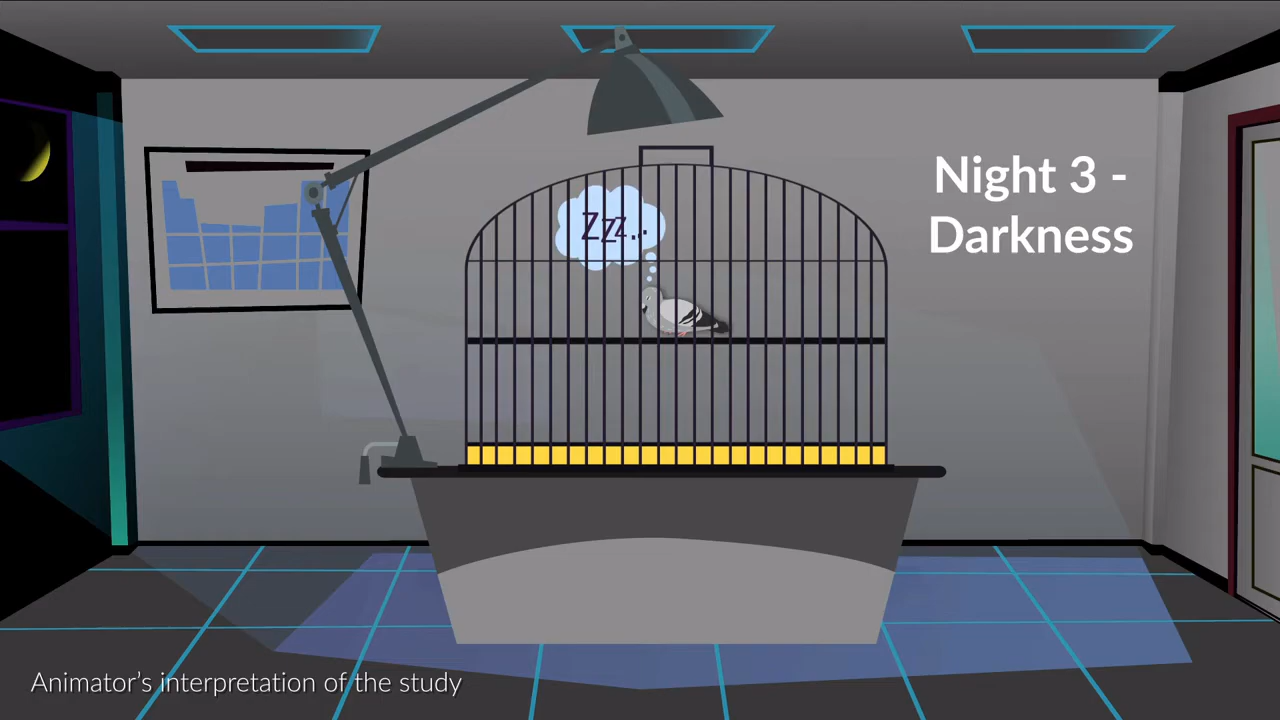 Night 3 -
Darkness
Zzz...
Animator's interpretation of the study